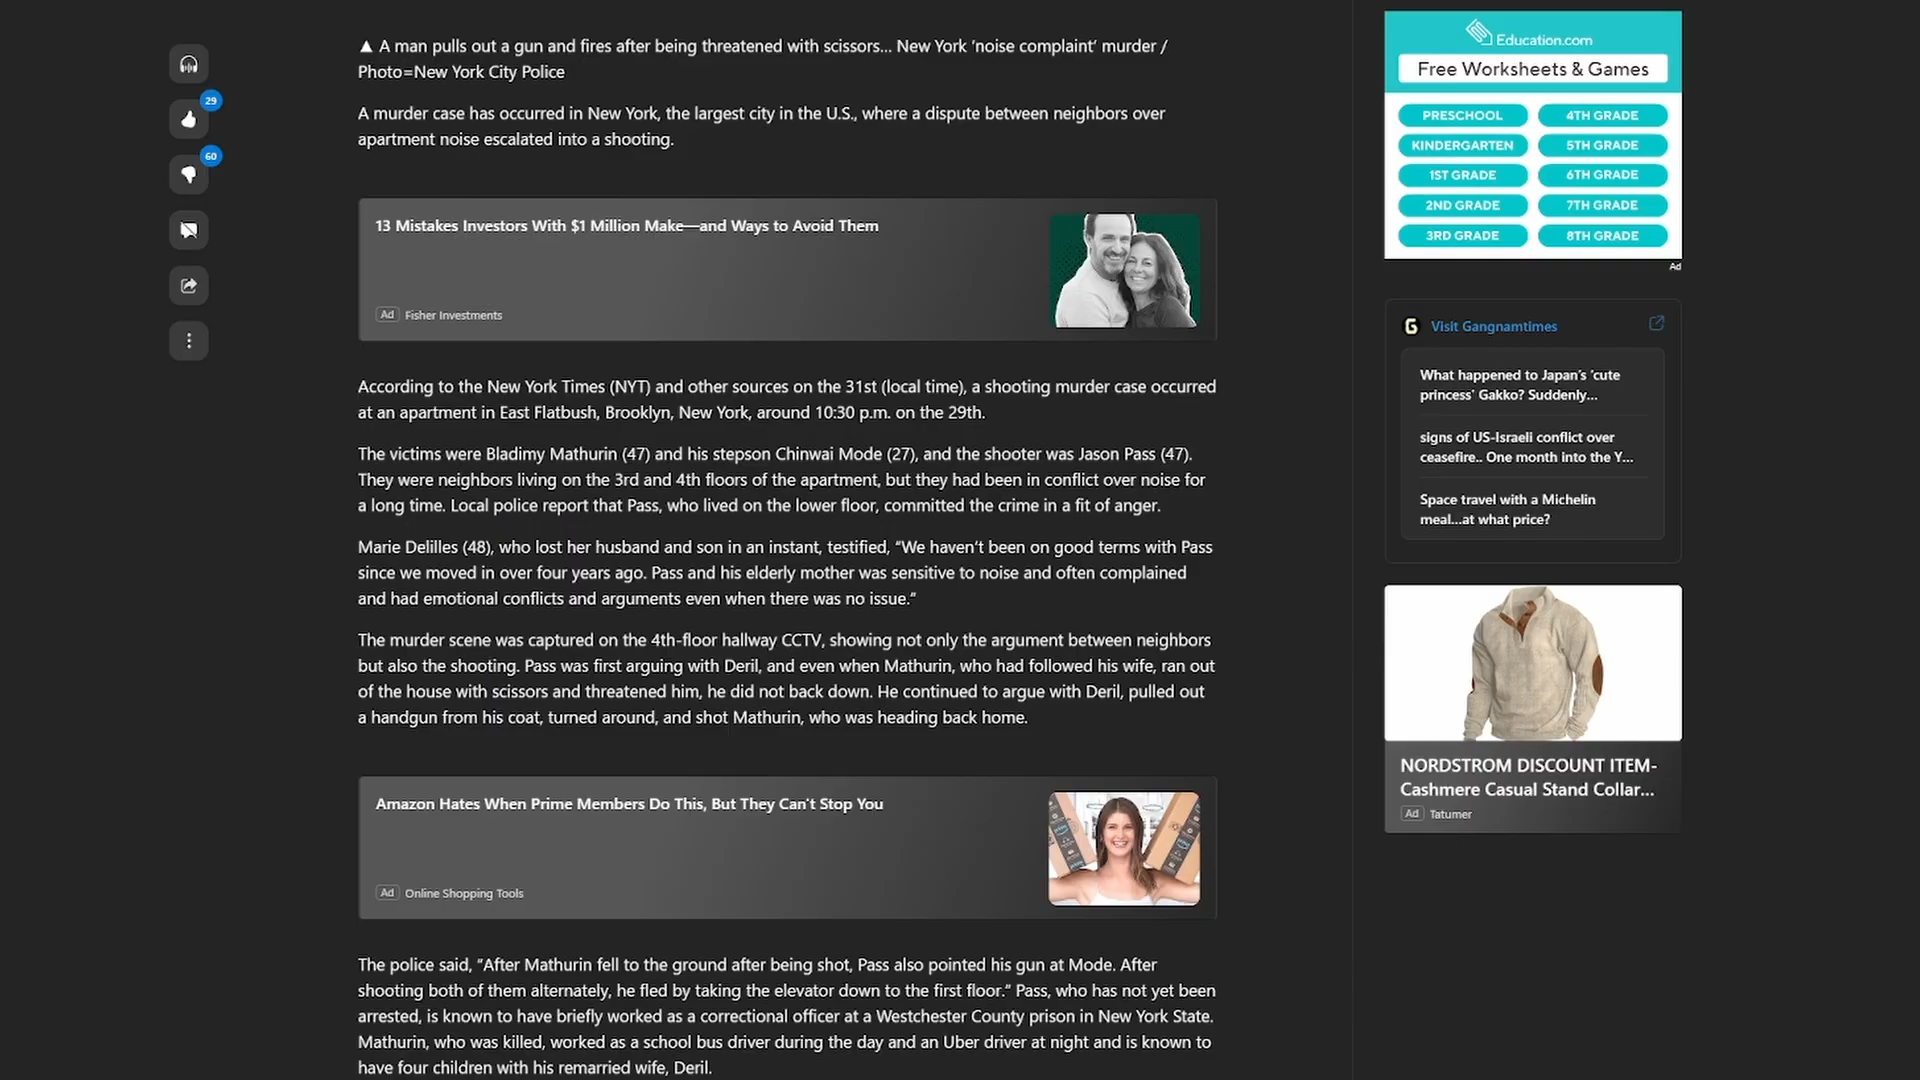 ▲ A man pulls out a gun and fires after being threatened with scissors... New York ‘noise complaint’ murder /
Photo=New York City Police
29
60
A murder case has occurred in New York, the largest city in the U.S., where a dispute between neighbors over
apartment noise escalated into a shooting.
13 Mistakes Investors With $1 Million Make—and Ways to Avoid Them
Ad Fisher Investments
According to the New York Times (NYT) and other sources on the 31st (local time), a shooting murder case occurred
at an apartment in East Flatbush, Brooklyn, New York, around 10:30 p.m. on the 29th.
The victims were Bladimy Mathurin (47) and his stepson Chinwai Mode (27), and the shooter was Jason Pass (47).
They were neighbors living on the 3rd and 4th floors of the apartment, but they had been in conflict over noise for
a long time. Local police report that Pass, who lived on the lower floor, committed the crime in a fit of anger.
Marie Delilles (48), who lost her husband and son in an instant, testified, “We haven’t been on good terms with Pass
since we moved in over four years ago. Pass and his elderly mother was sensitive to noise and often complained
and had emotional conflicts and arguments even when there was no issue.”
The murder scene was captured on the 4th-floor hallway CCTV, showing not only the argument between neighbors
but also the shooting. Pass was first arguing with Deril, and even when Mathurin, who had followed his wife, ran out
of the house with scissors and threatened him, he did not back down. He continued to argue with Deril, pulled out
a handgun from his coat, turned around, and shot Mathurin, who was heading back home.
Amazon Hates When Prime Members Do This, But They Can't Stop You
Ad Online Shopping Tools
The police said, “After Mathurin fell to the ground after being shot, Pass also pointed his gun at Mode. After
shooting both of them alternately, he fled by taking the elevator down to the first floor.” Pass, who has not yet been
arrested, is known to have briefly worked as a correctional officer at a Westchester County prison in New York State.
Mathurin, who was killed, worked as a school bus driver during the day and an Uber driver at night and is known to
have four children with his remarried wife, Deril.
Education.com
Free Worksheets & Games
PRESCHOOL 4TH GRADE
KINDERGARTEN 5TH GRADE
1ST GRADE 6TH GRADE
2ND GRADE 7TH GRADE
3RD GRADE 8TH GRADE
Ad
G Visit Gangnamtimes
What happened to Japan’s ‘cute
princess’ Gakko? Suddenly...
signs of US-Israeli conflict over
ceasefire.. One month into the Y...
Space travel with a Michelin
meal...at what price?
NORDSTROM DISCOUNT ITEM-
Cashmere Casual Stand Collar...
Ad Tatumer